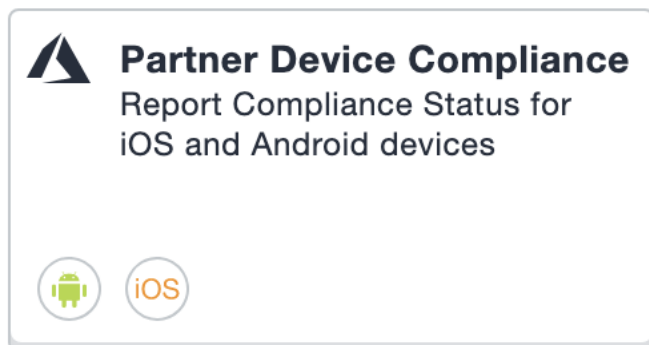 Partner Device Compliance
Report Compliance Status for
iOS and Android devices
iOS